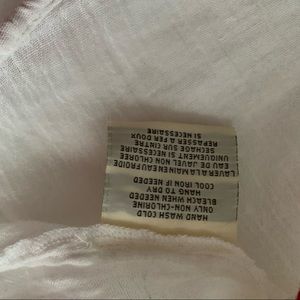 HAND WASH COLD
ONLY NON-CHLORINE
BLEACH WHEN NEEDED
HANG TO DRY
COOL IRON IF NEEDED
LAVER A LA MAIN EN EAU FROIDE
EAU DE JAVEL NON CHLOREE
UNIQUEMENT SI NECESSAIRE
SECHAGE SUR CINTRE
REPASSER A FER DOUX
SI NECESSAIRE